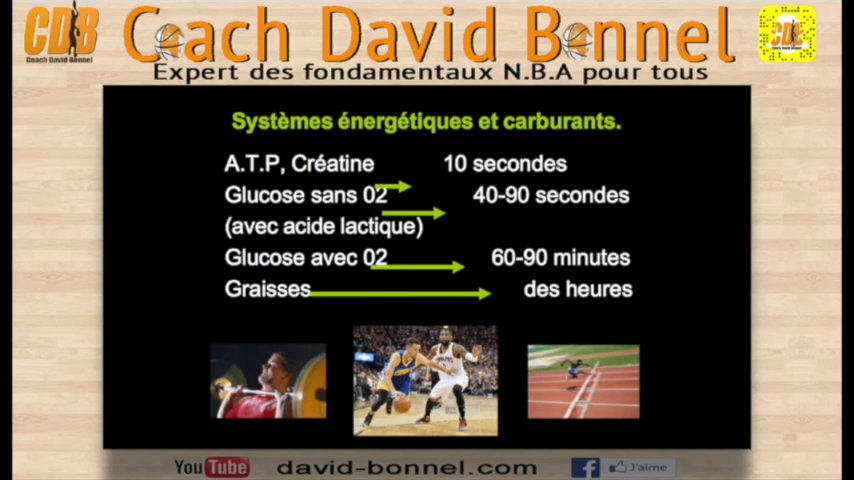 CDB
Coach David Bonnel
Coach David Bonnel
Expert des fondamentaux N.B.A pour tous
CDB
Systèmes énergétiques et carburants.
A.T.P, Créatine 10 secondes
Glucose sans 02 40-90 secondes
(avec acide lactique)
Glucose avec 02 60-90 minutes
Graisses des heures
YouTube david-bonnel.com f J'aime